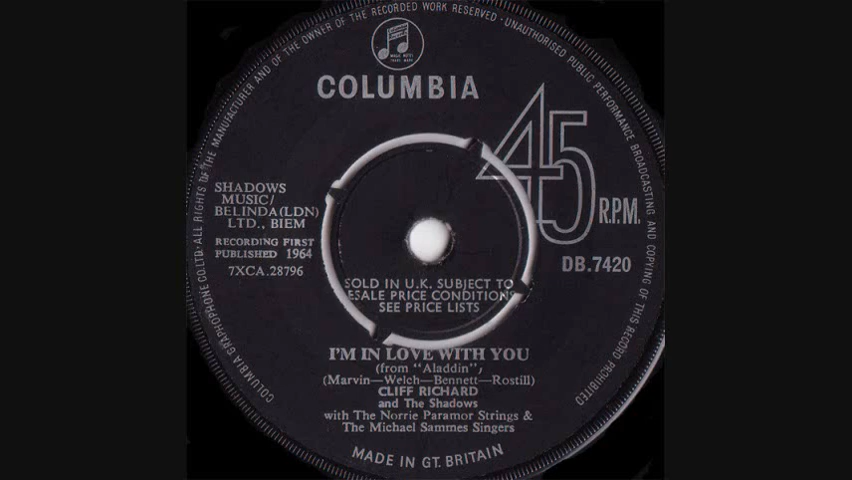 COLUMBIA GRAPHOPHONE CO. LTD. · ALL RIGHTS OF THE MANUFACTURER AND OF THE OWNER OF THE RECORDED WORK RESERVED · UNAUTHORISED PUBLIC PERFORMANCE BROADCASTING AND COPYING OF THIS RECORD PROHIBITED
COLUMBIA
45
R.P.M.
SHADOWS
MUSIC/
BELINDA(LDN)
LTD., BIEM
RECORDING FIRST
PUBLISHED 1964
7XCA.28796
DB.7420
SOLD IN U.K. SUBJECT TO
ESALE PRICE CONDITIONS
SEE PRICE LISTS
I'M IN LOVE WITH YOU
(from "Aladdin",
(Marvin—Welch—Bennett—Rostill)
CLIFF RICHARD
and The Shadows
with The Norrie Paramor Strings &
The Michael Sammes Singers
MADE IN GT. BRITAIN